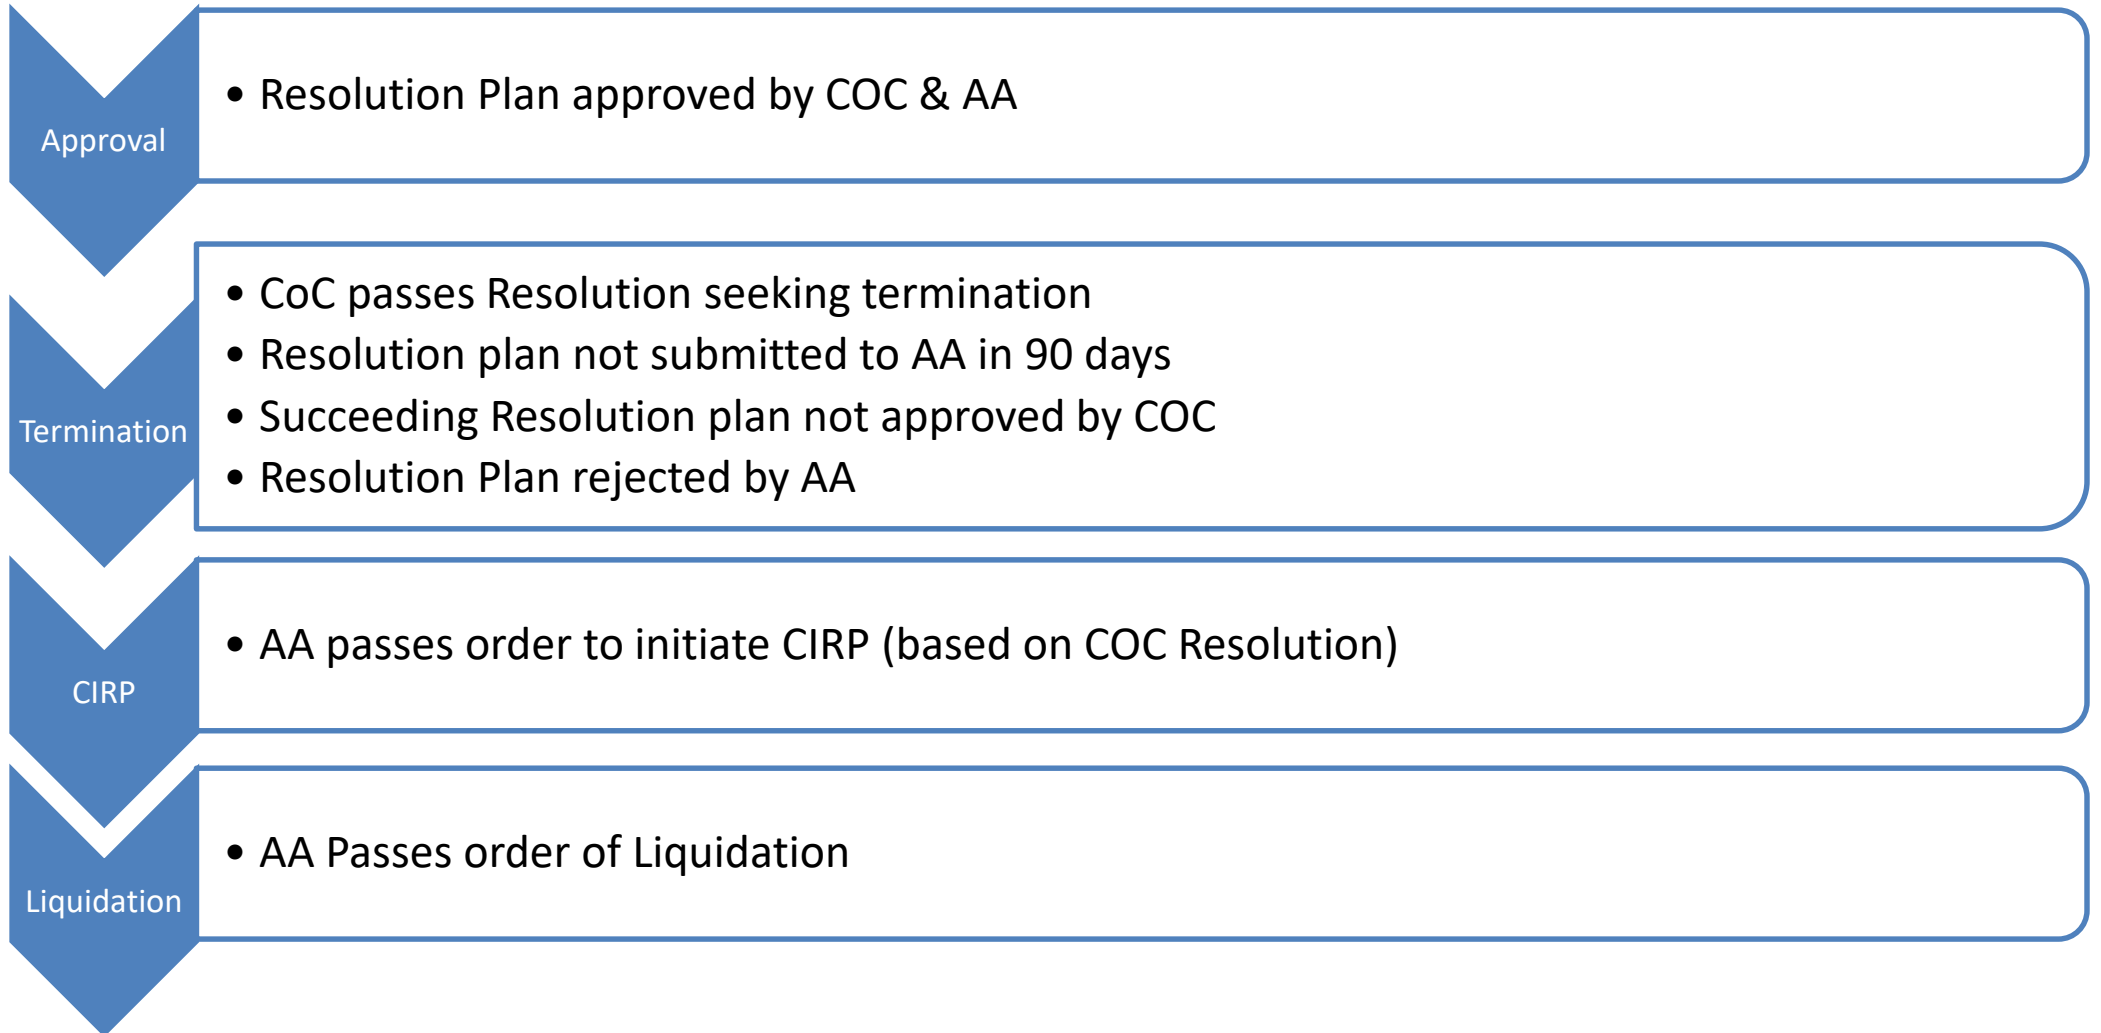 Approval
• Resolution Plan approved by COC & AA
Termination
• CoC passes Resolution seeking termination
• Resolution plan not submitted to AA in 90 days
• Succeeding Resolution plan not approved by COC
• Resolution Plan rejected by AA
CIRP
• AA passes order to initiate CIRP (based on COC Resolution)
Liquidation
• AA Passes order of Liquidation